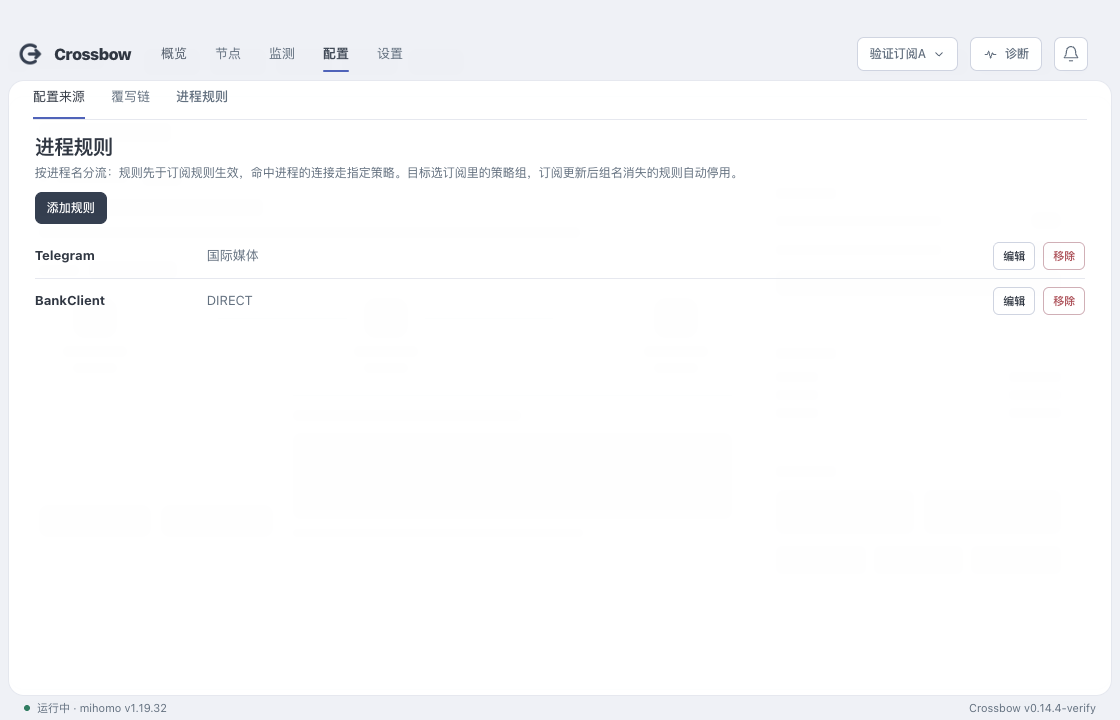 Crossbow 概览 节点 监测 配置 设置 验证订阅A 诊断
配置来源 覆写链 进程规则
进程规则
按进程名分流：规则先于订阅规则生效，命中进程的连接走指定策略。目标选订阅里的策略组，订阅更新后组名消失的规则自动停用。
添加规则
Telegram 国际媒体 编辑 移除
BankClient DIRECT 编辑 移除
运行中 · mihomo v1.19.32 Crossbow v0.14.4-verify